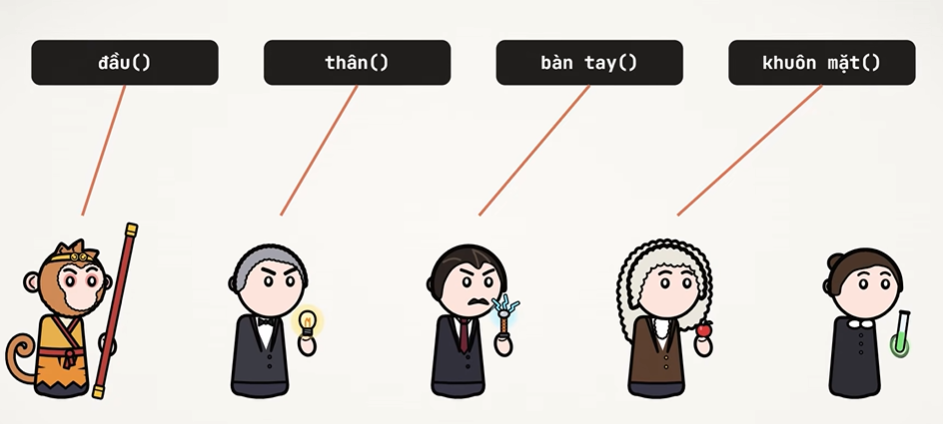 đầu()
thân()
bàn tay()
khuôn mặt()